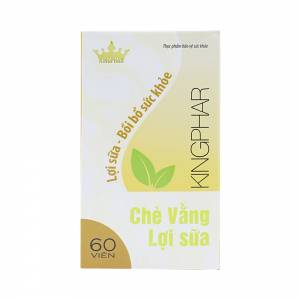 KINGPHAR
Thực phẩm bảo vệ sức khỏe
Lợi sữa - Bồi bổ sức khỏe
KINGPHAR
Chè Vằng
Lợi sữa
60
VIÊN